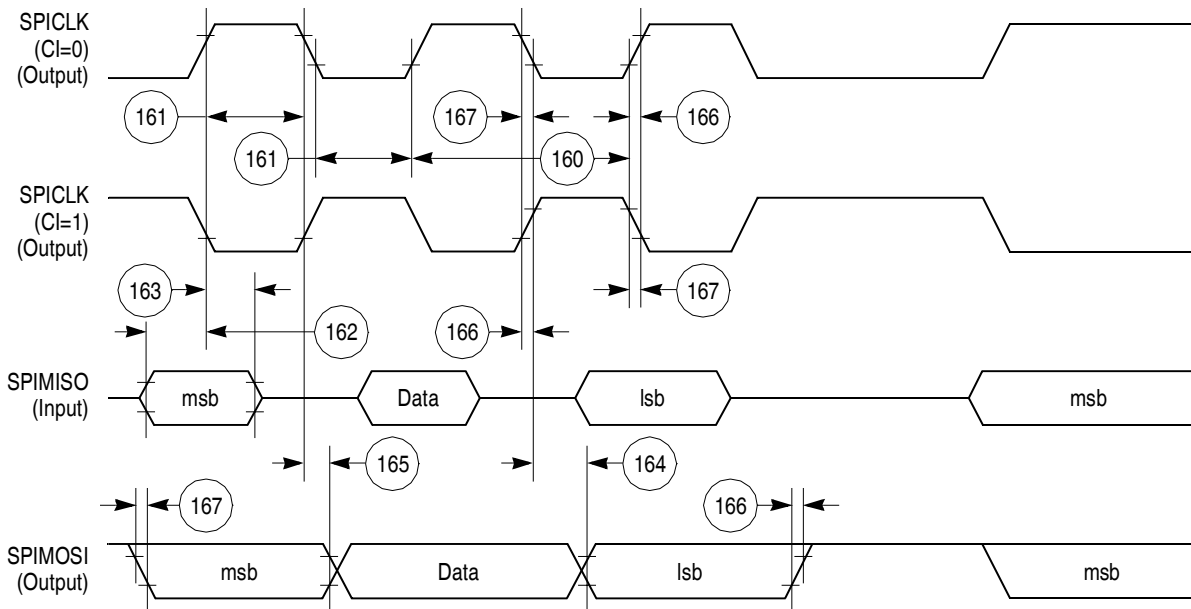 SPICLK
(CI=0)
(Output)
161
167
166
161
160
SPICLK
(CI=1)
(Output)
163
167
162
166
SPIMISO
(Input)
msb
Data
lsb
msb
165
164
167
166
SPIMOSI
(Output)
msb
Data
lsb
msb